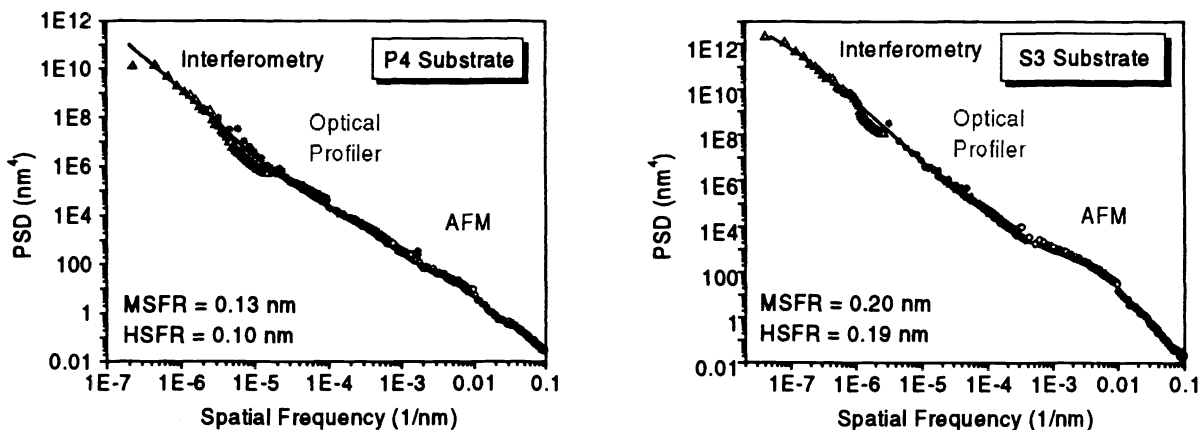 1E12
1E11
1E10
1E8
1E6
1E4
100
1
0.01
PSD (nm⁴)
Interferometry
P4 Substrate
Optical
Profiler
AFM
MSFR = 0.13 nm
HSFR = 0.10 nm
1E-7 1E-6 1E-5 1E-4 1E-3 0.01 0.1
Spatial Frequency (1/nm)
1E12
1E10
1E8
1E6
1E4
100
1
0.01
PSD (nm⁴)
Interferometry
S3 Substrate
Optical
Profiler
AFM
MSFR = 0.20 nm
HSFR = 0.19 nm
1E-7 1E-6 1E-5 1E-4 1E-3 0.01 0.1
Spatial Frequency (1/nm)